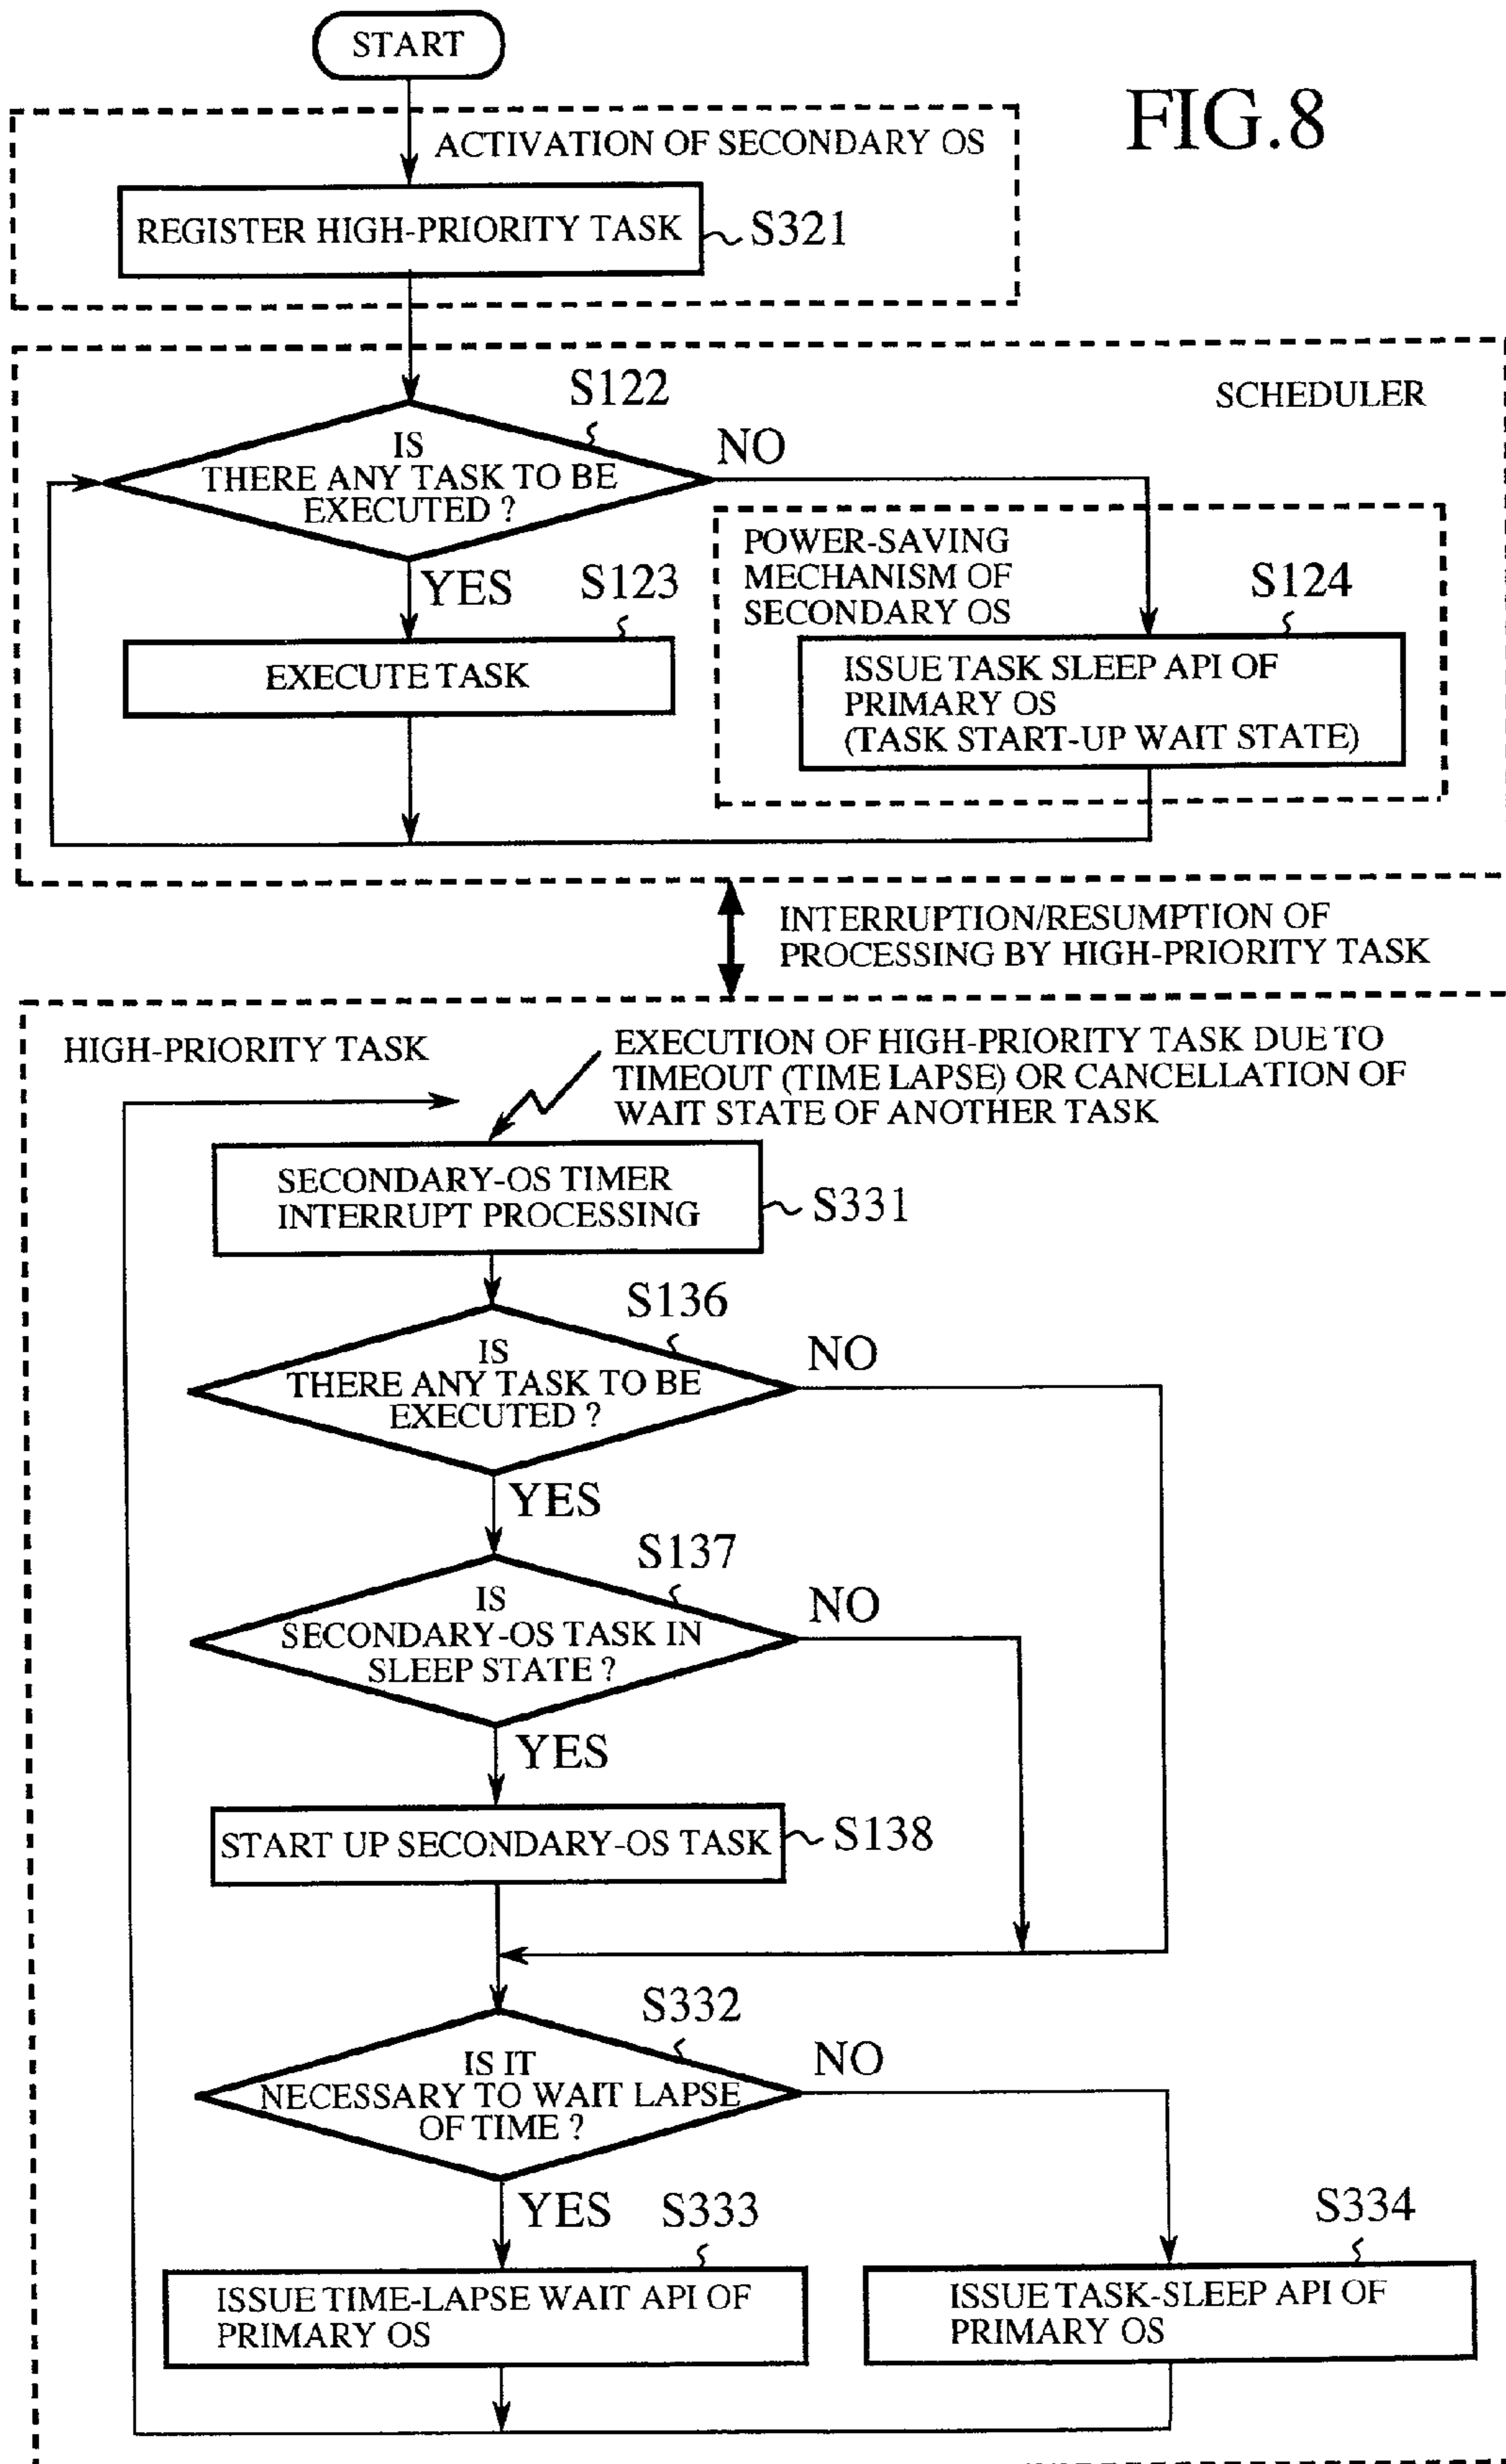 START
FIG.8
ACTIVATION OF SECONDARY OS
REGISTER HIGH-PRIORITY TASK
S321
SCHEDULER
S122
IS
THERE ANY TASK TO BE
EXECUTED ?
NO
YES
S123
EXECUTE TASK
POWER-SAVING
MECHANISM OF
SECONDARY OS
S124
ISSUE TASK SLEEP API OF
PRIMARY OS
(TASK START-UP WAIT STATE)
INTERRUPTION/RESUMPTION OF
PROCESSING BY HIGH-PRIORITY TASK
HIGH-PRIORITY TASK
EXECUTION OF HIGH-PRIORITY TASK DUE TO
TIMEOUT (TIME LAPSE) OR CANCELLATION OF
WAIT STATE OF ANOTHER TASK
SECONDARY-OS TIMER
INTERRUPT PROCESSING
S331
S136
IS
THERE ANY TASK TO BE
EXECUTED ?
NO
YES
S137
IS
SECONDARY-OS TASK IN
SLEEP STATE ?
NO
YES
START UP SECONDARY-OS TASK
S138
S332
IS IT
NECESSARY TO WAIT LAPSE
OF TIME ?
NO
YES
S333
ISSUE TIME-LAPSE WAIT API OF
PRIMARY OS
S334
ISSUE TASK-SLEEP API OF
PRIMARY OS